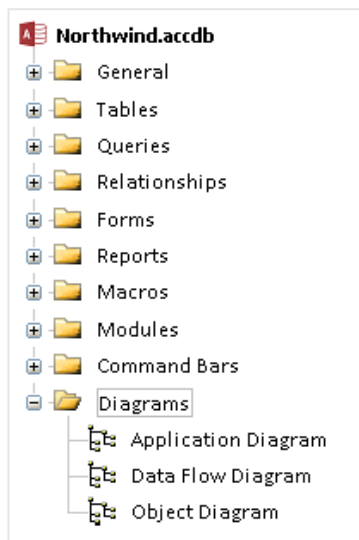 Northwind.accdb
General
Tables
Queries
Relationships
Forms
Reports
Macros
Modules
Command Bars
Diagrams
Application Diagram
Data Flow Diagram
Object Diagram